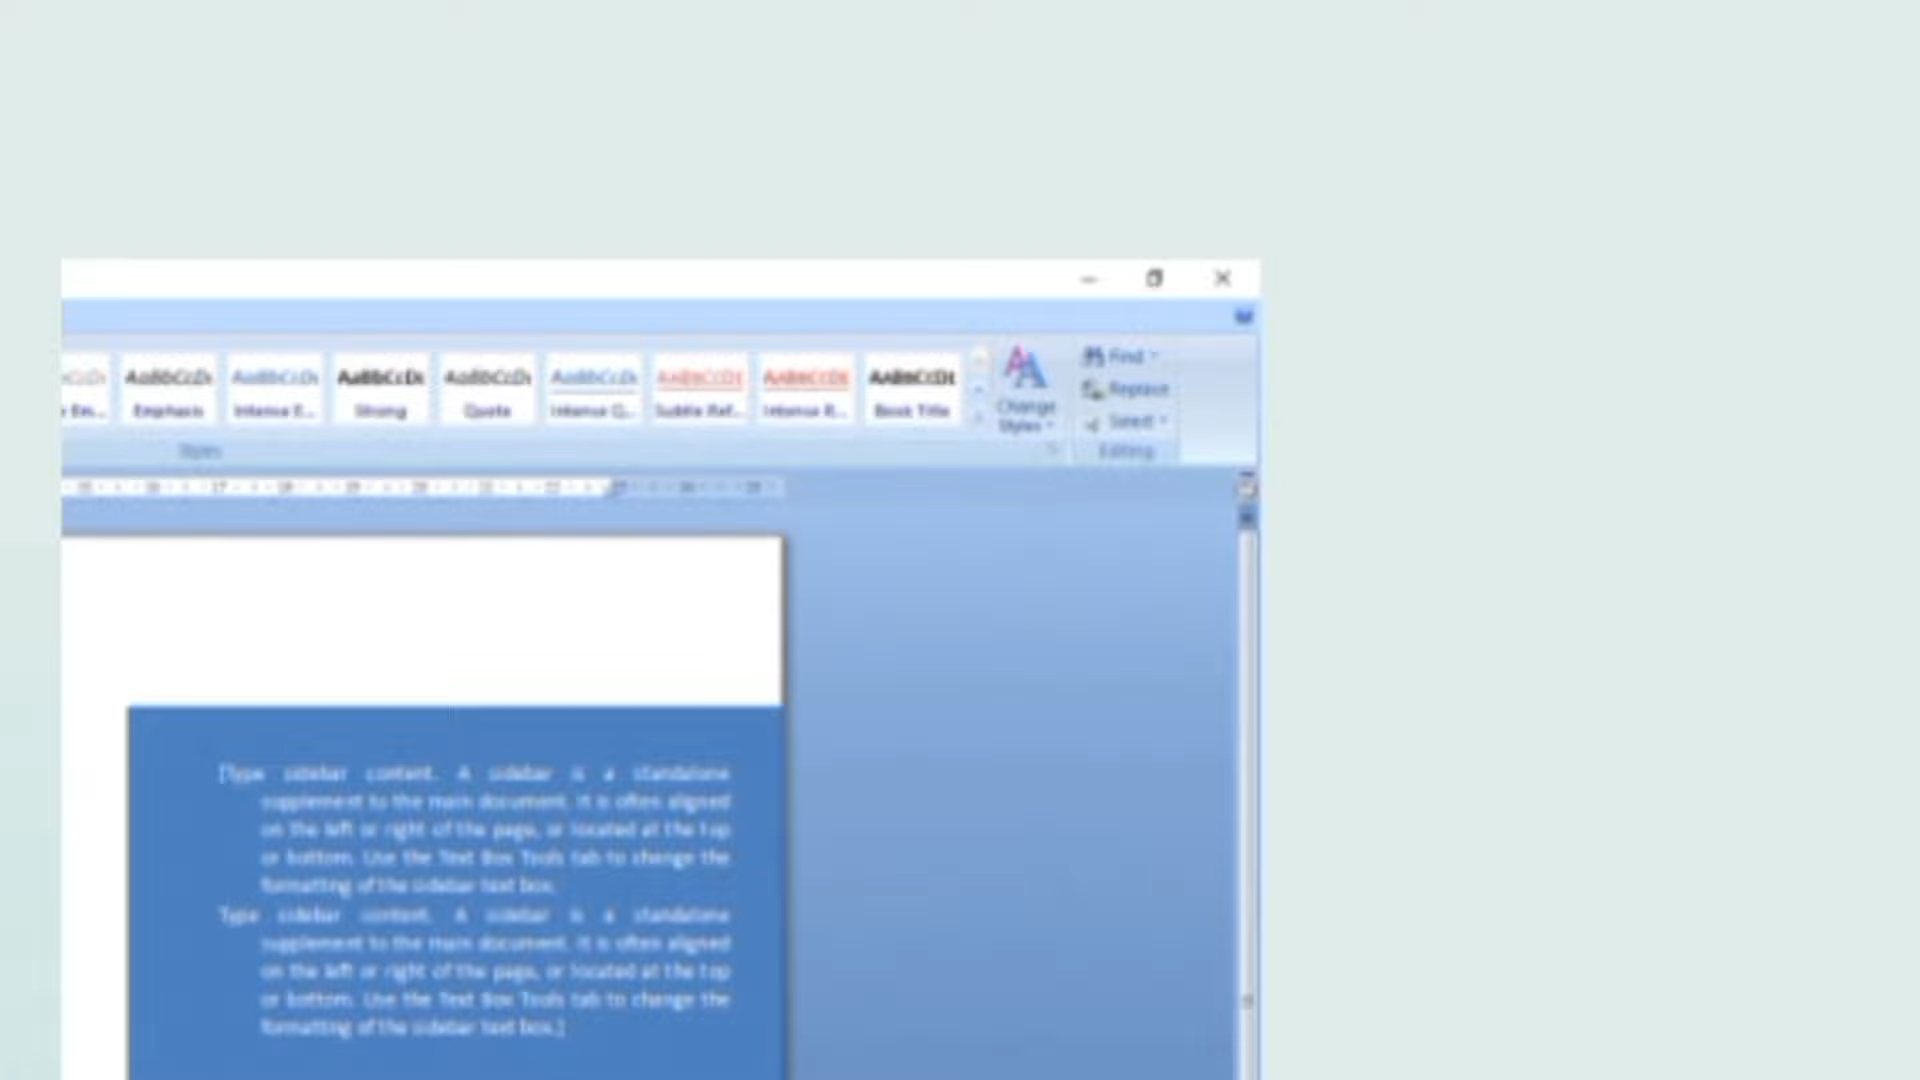 AaBbCcDc AaBbCcDc AaBbCcDc AaBbCcDc AaBbCcDc AaBbCcDc AaBbCcDc AaBbCcDc
Em... Emphasis Intense E... Strong Quote Intense Q... Subtle Ref... Intense R... Book Title
Change
Styles
Find
Replace
Select
Styles
Editing
[Type sidebar content. A sidebar is a standalone
supplement to the main document. It is often aligned
on the left or right of the page, or located at the top
or bottom. Use the Text Box Tools tab to change the
formatting of the sidebar text box.
Type sidebar content. A sidebar is a standalone
supplement to the main document. It is often aligned
on the left or right of the page, or located at the top
or bottom. Use the Text Box Tools tab to change the
formatting of the sidebar text box.]